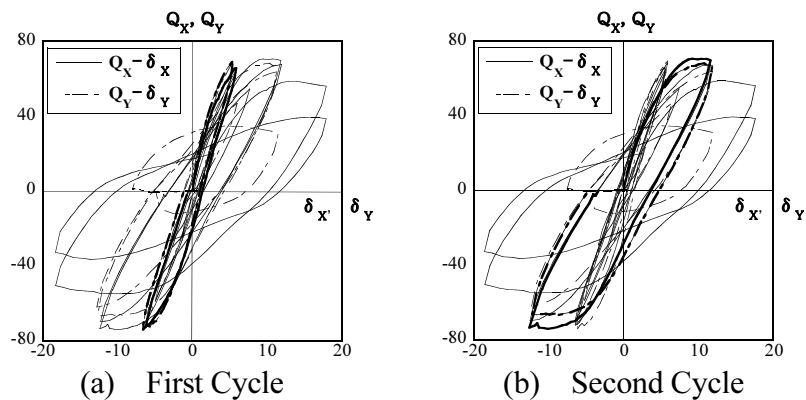 Q_X, Q_Y
80
40
0
-40
-80
-20
-10
0
10
20
Q_X-δ_X
Q_Y-δ_Y
δ_X, δ_Y
(a) First Cycle
Q_X, Q_Y
80
40
0
-40
-80
-20
-10
0
10
20
Q_X-δ_X
Q_Y-δ_Y
δ_X, δ_Y
(b) Second Cycle